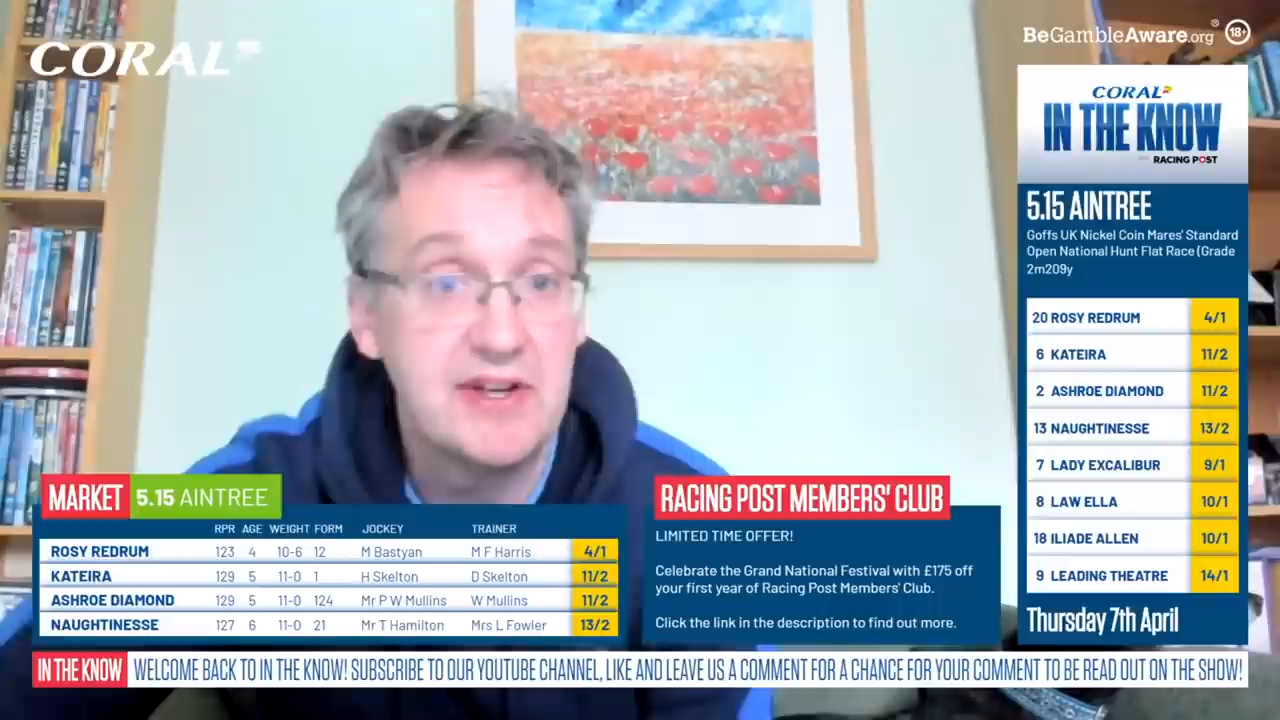 CORAL
BeGambleAware.org® 18+
CORAL
IN THE KNOW
RACING POST
5.15 AINTREE
Goffs UK Nickel Coin Mares' Standard
Open National Hunt Flat Race (Grade
2m209y
20 ROSY REDRUM 4/1
6 KATEIRA 11/2
2 ASHROE DIAMOND 11/2
13 NAUGHTINESSE 13/2
7 LADY EXCALIBUR 9/1
8 LAW ELLA 10/1
18 ILIADE ALLEN 10/1
9 LEADING THEATRE 14/1
Thursday 7th April
MARKET 5.15 AINTREE
RPR AGE WEIGHT FORM JOCKEY TRAINER
ROSY REDRUM 123 4 10-6 12 M Bastyan M F Harris 4/1
KATEIRA 129 5 11-0 1 H Skelton D Skelton 11/2
ASHROE DIAMOND 129 5 11-0 124 Mr P W Mullins W Mullins 11/2
NAUGHTINESSE 127 6 11-0 21 Mr T Hamilton Mrs L Fowler 13/2
RACING POST MEMBERS' CLUB
LIMITED TIME OFFER!
Celebrate the Grand National Festival with £175 off
your first year of Racing Post Members' Club.
Click the link in the description to find out more.
IN THE KNOW WELCOME BACK TO IN THE KNOW! SUBSCRIBE TO OUR YOUTUBE CHANNEL, LIKE AND LEAVE US A COMMENT FOR A CHANCE FOR YOUR COMMENT TO BE READ OUT ON THE SHOW!